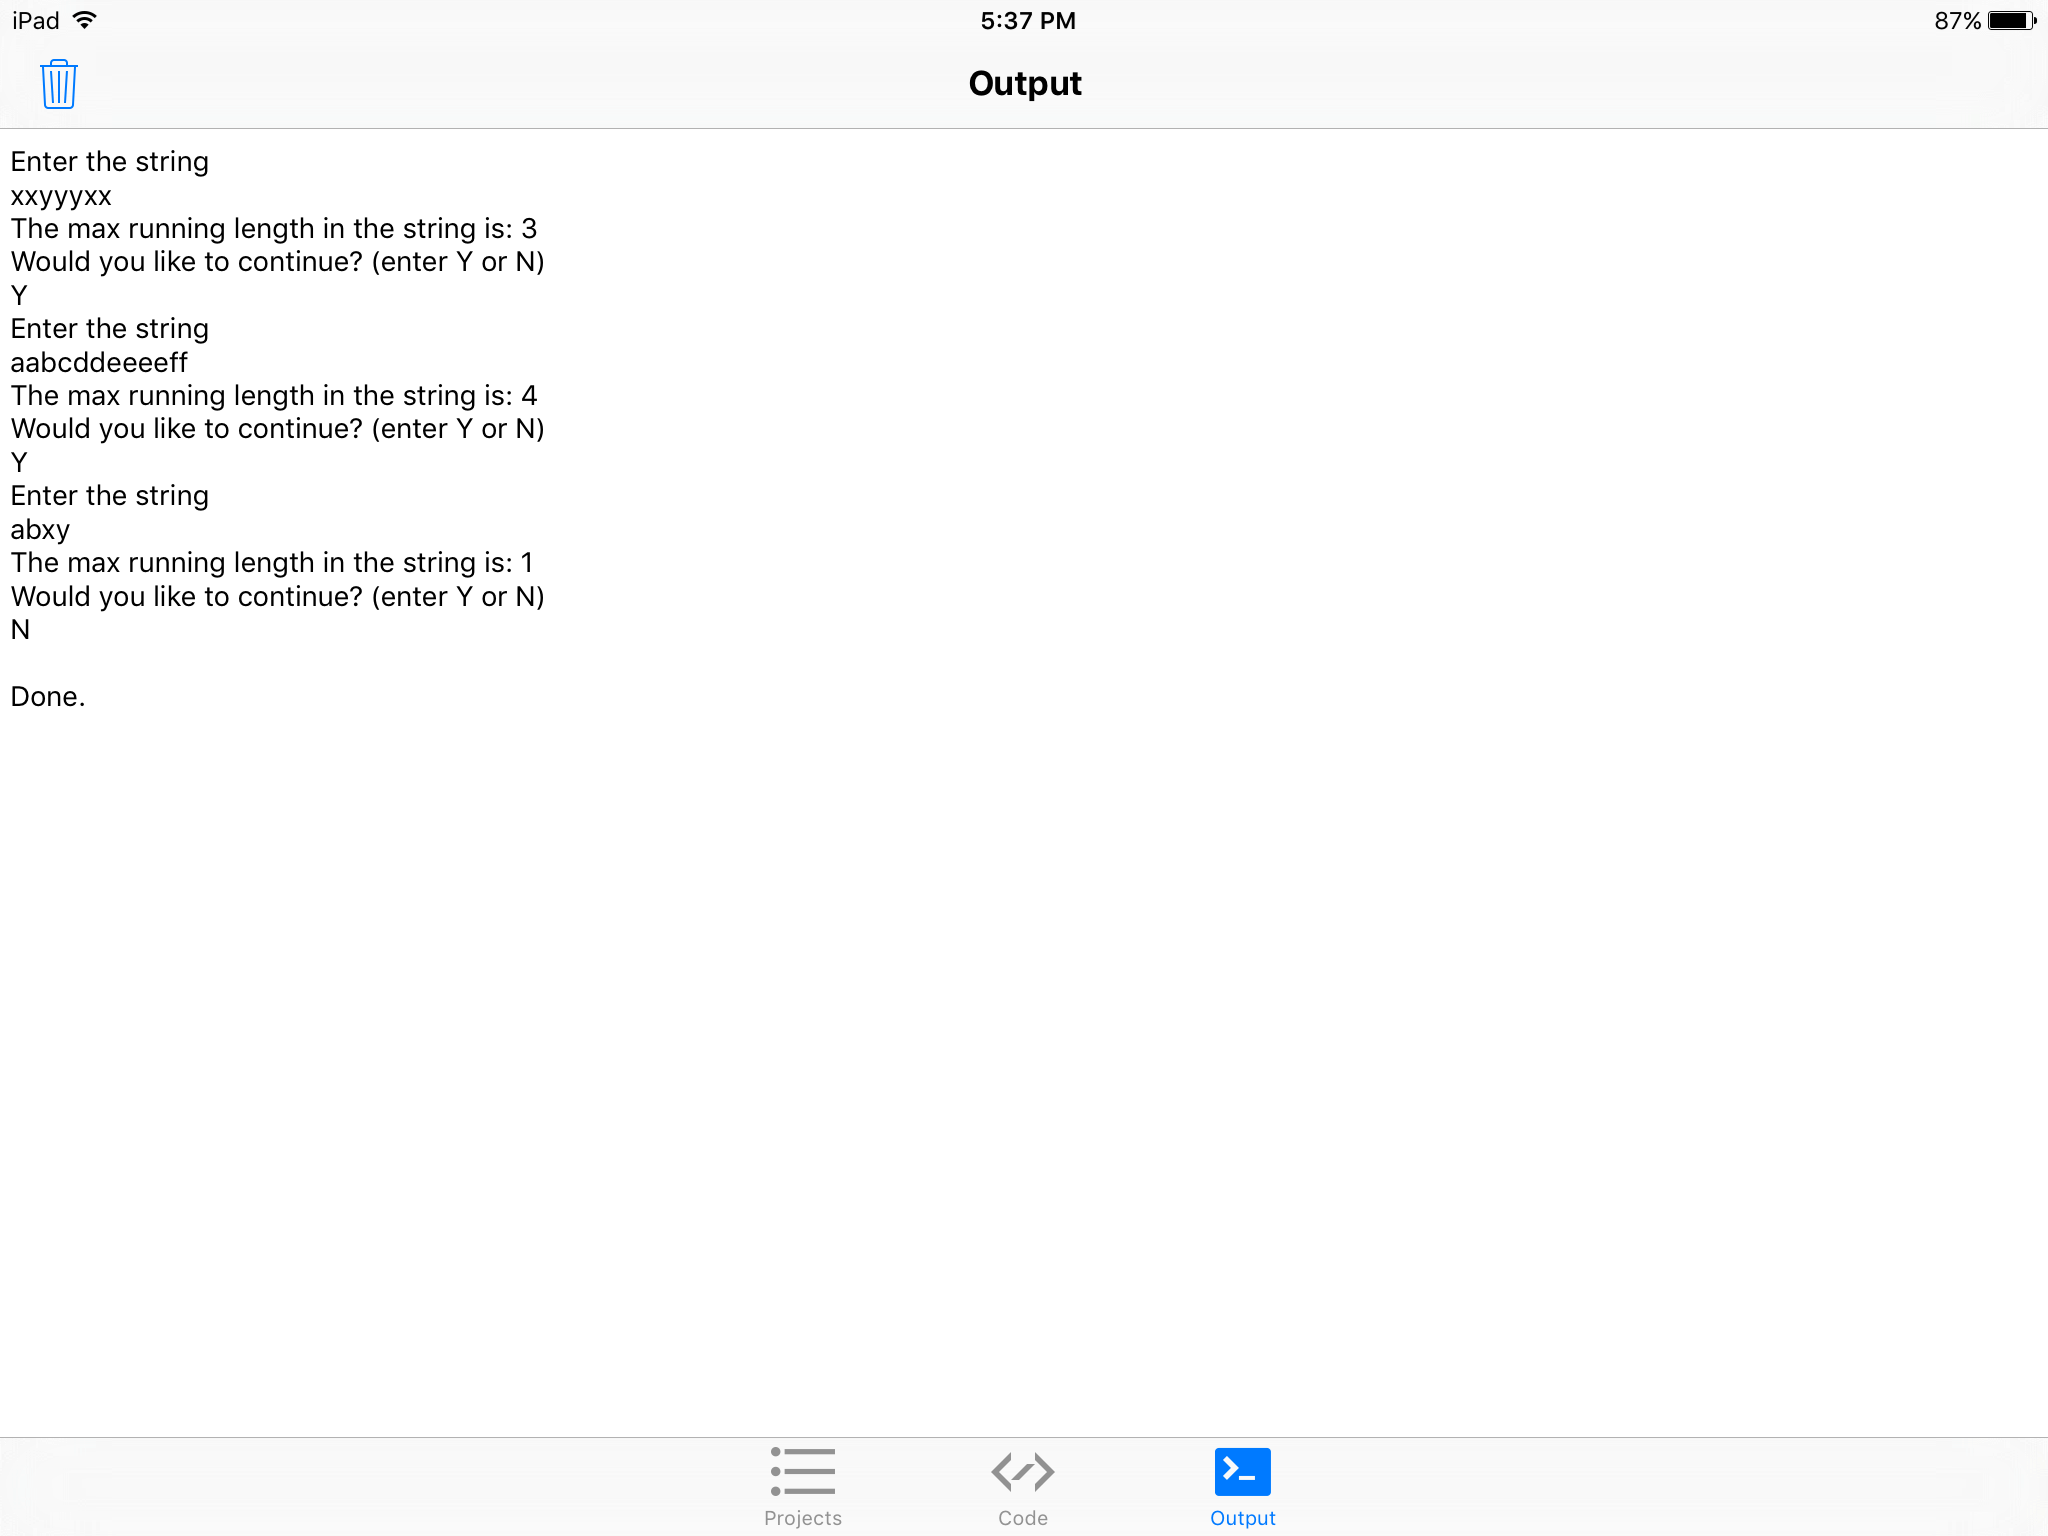 iPad 5:37 PM 87%
Output
Enter the string
xxyyyxx
The max running length in the string is: 3
Would you like to continue? (enter Y or N)
Y
Enter the string
aabcddeeeeff
The max running length in the string is: 4
Would you like to continue? (enter Y or N)
Y
Enter the string
abxy
The max running length in the string is: 1
Would you like to continue? (enter Y or N)
N
Done.
Projects Code Output